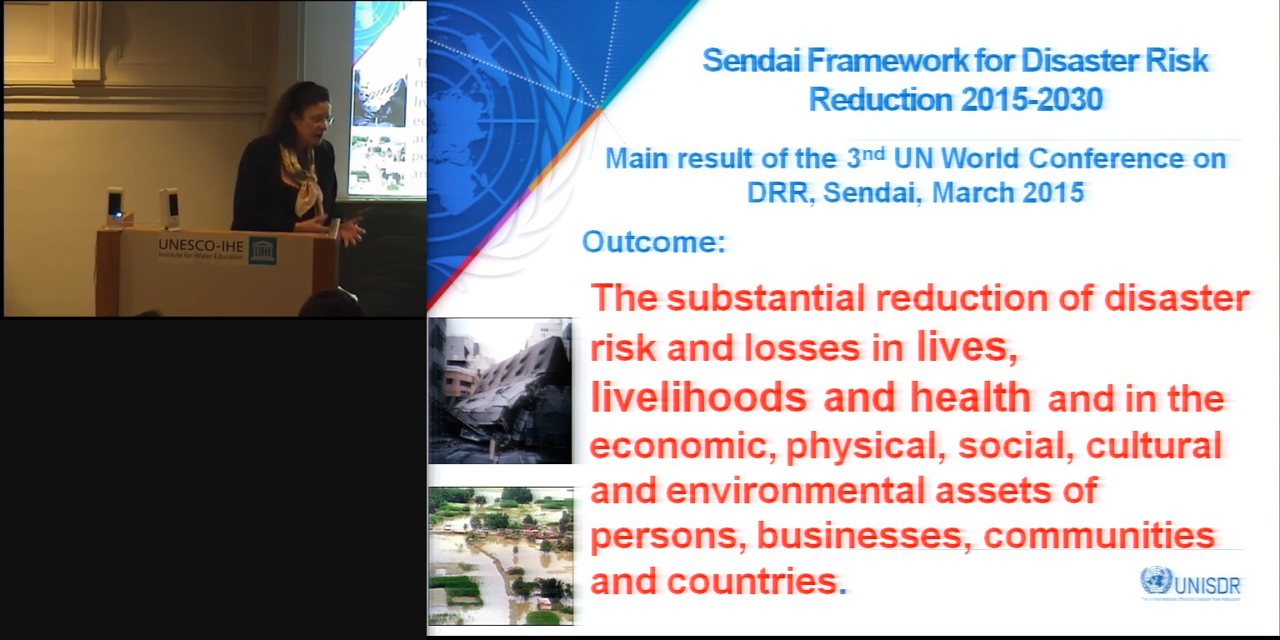 UNESCO-IHE
Institute for Water Education
Sendai Framework for Disaster Risk
Reduction 2015-2030
Main result of the 3nd UN World Conference on
DRR, Sendai, March 2015
Outcome:
The substantial reduction of disaster
risk and losses in lives,
livelihoods and health and in the
economic, physical, social, cultural
and environmental assets of
persons, businesses, communities
and countries.
UNISDR